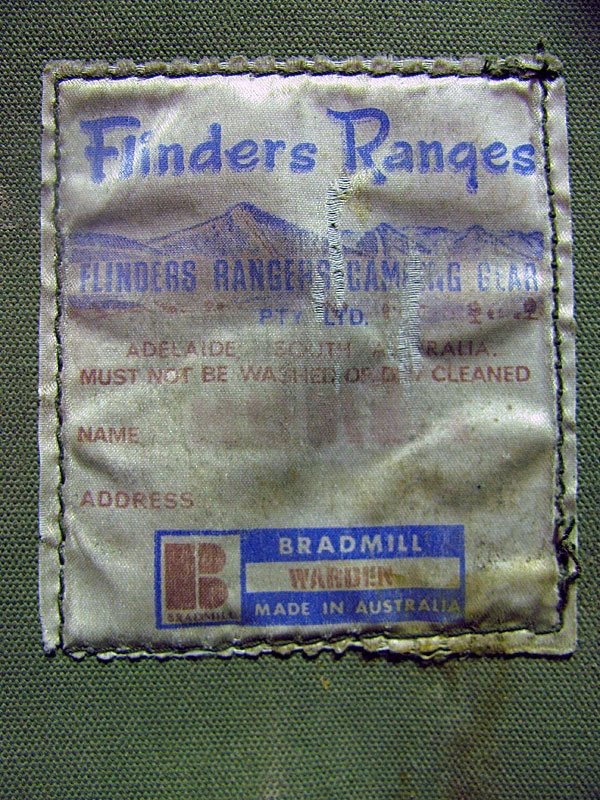 Flinders Ranges
FLINDERS RANGERS CAMPING GEAR
PTY. LTD.
ADELAIDE SOUTH AUSTRALIA.
MUST NOT BE WASHED OR DRY CLEANED
NAME
ADDRESS
BRADMILL
WARDEN
BRADMILL
MADE IN AUSTRALIA